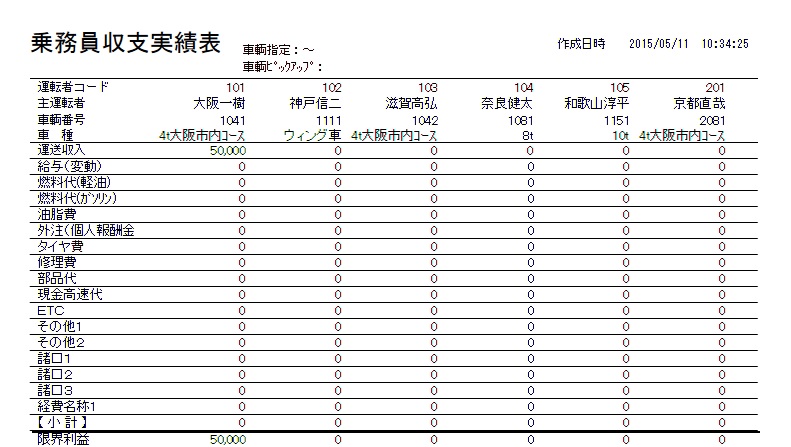 乗務員収支実績表
車輌指定：～
車輌ﾋﾟｯｸｱｯﾌﾟ：
作成日時 2015/05/11 10:34:25
運転者コード 101 102 103 104 105 201
主運転者 大阪一樹 神戸信二 滋賀高弘 奈良健太 和歌山淳平 京都直哉
車輌番号 1041 1111 1042 1081 1151 2081
車 種 4t大阪市内ｺｰｽ ウィング車 4t大阪市内ｺｰｽ 8t 10t 4t大阪市内ｺｰｽ
運送収入 50,000 0 0 0 0 0
給与(変動) 0 0 0 0 0 0
燃料代(軽油) 0 0 0 0 0 0
燃料代(ｶﾞｿﾘﾝ) 0 0 0 0 0 0
油脂費 0 0 0 0 0 0
外注(個人報酬金 0 0 0 0 0 0
タイヤ費 0 0 0 0 0 0
修理費 0 0 0 0 0 0
部品代 0 0 0 0 0 0
現金高速代 0 0 0 0 0 0
ETC 0 0 0 0 0 0
その他1 0 0 0 0 0 0
その他2 0 0 0 0 0 0
諸口1 0 0 0 0 0 0
諸口2 0 0 0 0 0 0
諸口3 0 0 0 0 0 0
経費名称1 0 0 0 0 0 0
【 小 計 】 0 0 0 0 0 0
限界利益 50,000 0 0 0 0 0